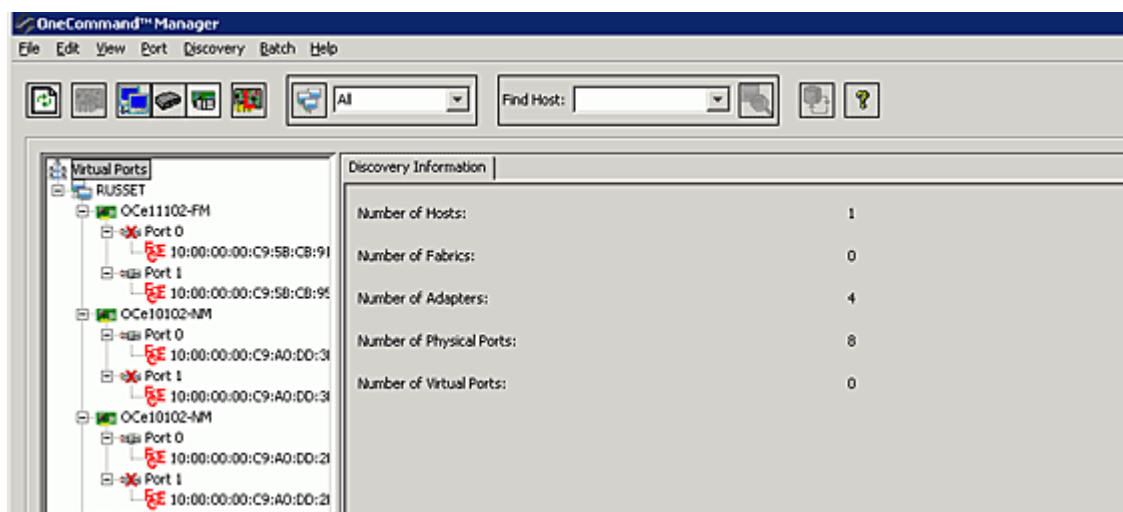 OneCommand™ Manager
File Edit View Port Discovery Batch Help
All
Find Host:
Virtual Ports
RUSSET
OCe11102-FM
Port 0
10:00:00:00:C9:5B:CB:91
Port 1
10:00:00:00:C9:5B:CB:95
OCe10102-NM
Port 0
10:00:00:00:C9:A0:DD:3
Port 1
10:00:00:00:C9:A0:DD:3
OCe10102-NM
Port 0
10:00:00:00:C9:A0:DD:2
Port 1
10:00:00:00:C9:A0:DD:2
Discovery Information
Number of Hosts: 1
Number of Fabrics: 0
Number of Adapters: 4
Number of Physical Ports: 8
Number of Virtual Ports: 0